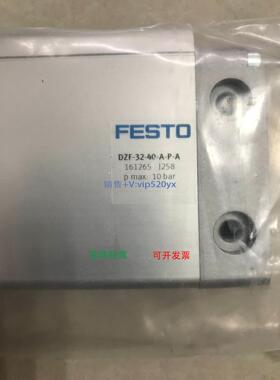 FESTO
DZF-32-40-A-P-A
161265 J258
p max. 10 bar
销售+V:vip520yx
可开发票